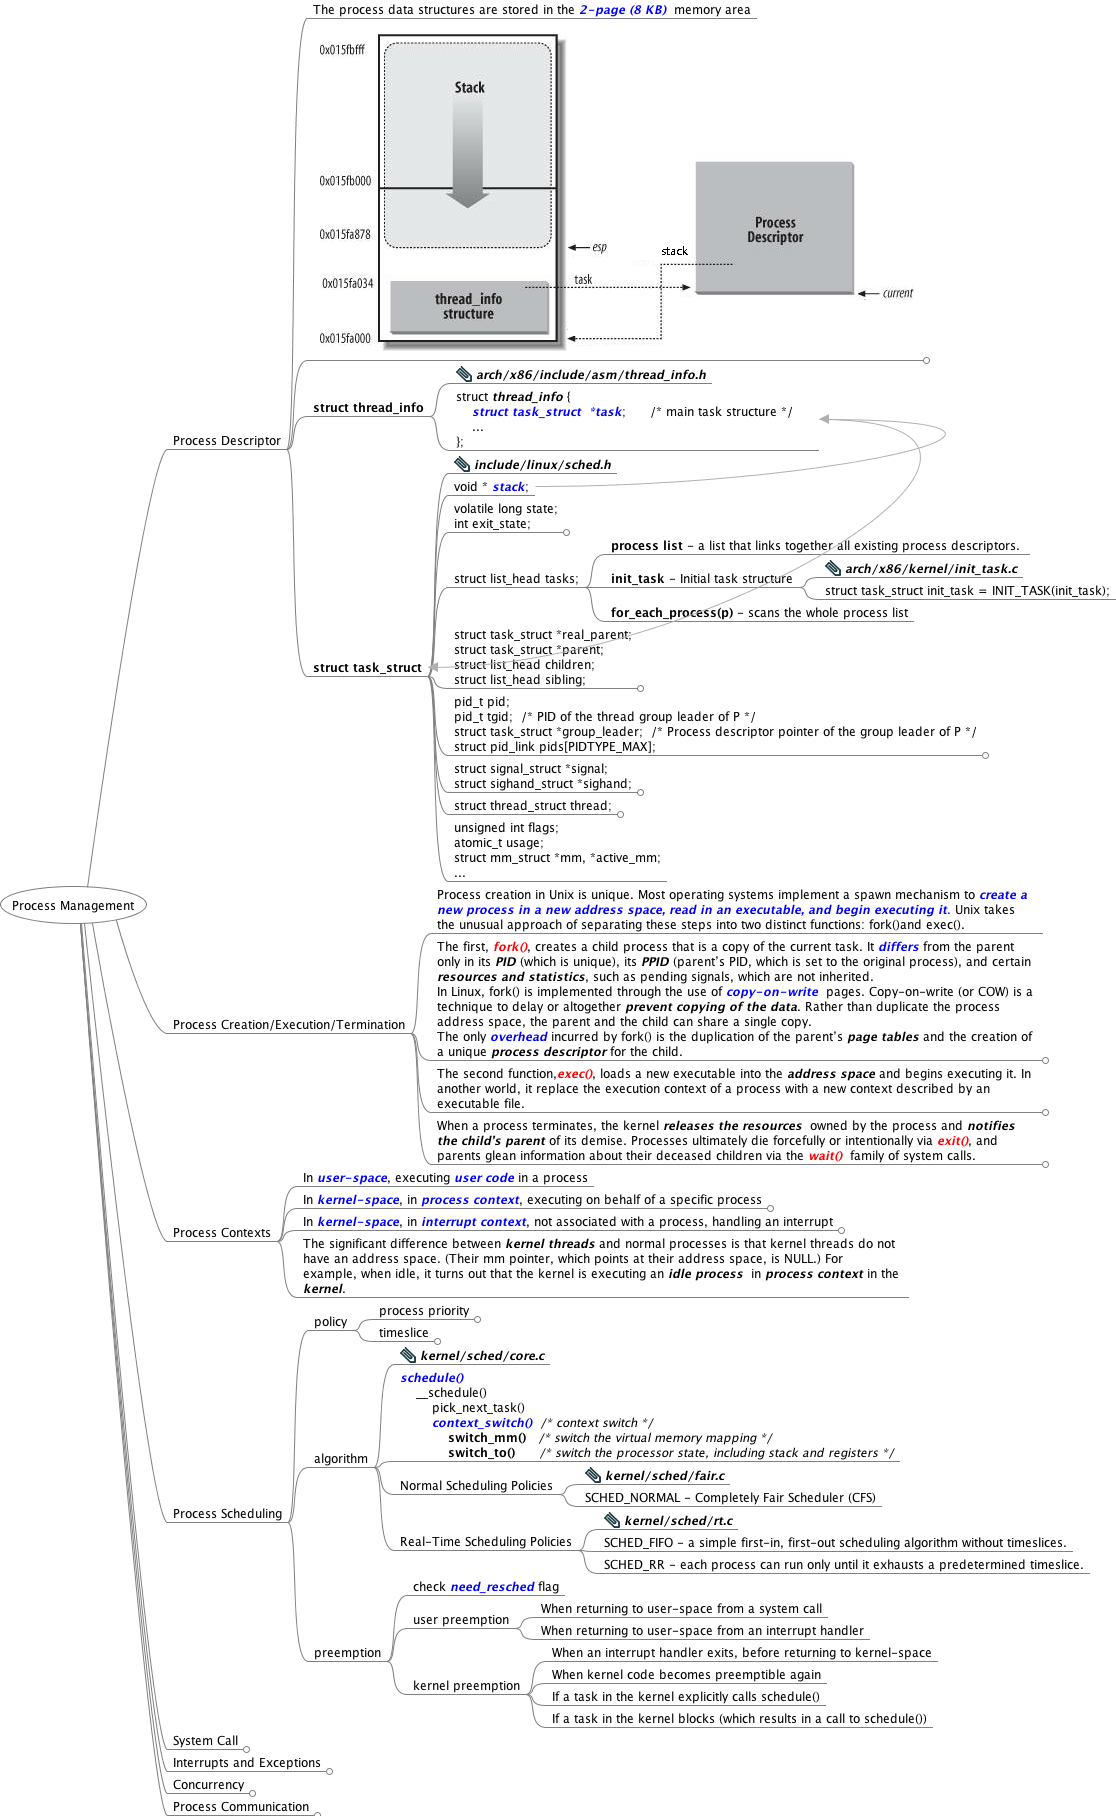 The process data structures are stored in the 2-page (8 KB) memory area
0x015fbfff
Stack
0x015fb000
0x015fa878
esp
Process
Descriptor
stack
0x015fa034
task
thread_info
structure
current
0x015fa000
Process Descriptor
struct thread_info
arch/x86/include/asm/thread_info.h
struct thread_info {
struct task_struct *task; /* main task structure */
...
};
struct task_struct
include/linux/sched.h
void * stack;
volatile long state;
int exit_state;
struct list_head tasks;
process list – a list that links together all existing process descriptors.
init_task – Initial task structure
arch/x86/kernel/init_task.c
struct task_struct init_task = INIT_TASK(init_task);
for_each_process(p) – scans the whole process list
struct task_struct *real_parent;
struct task_struct *parent;
struct list_head children;
struct list_head sibling;
pid_t pid;
pid_t tgid; /* PID of the thread group leader of P */
struct task_struct *group_leader; /* Process descriptor pointer of the group leader of P */
struct pid_link pids[PIDTYPE_MAX];
struct signal_struct *signal;
struct sighand_struct *sighand;
struct thread_struct thread;
unsigned int flags;
atomic_t usage;
struct mm_struct *mm, *active_mm;
...
Process Management
Process Creation/Execution/Termination
Process creation in Unix is unique. Most operating systems implement a spawn mechanism to create a
new process in a new address space, read in an executable, and begin executing it. Unix takes
the unusual approach of separating these steps into two distinct functions: fork()and exec().
The first, fork(), creates a child process that is a copy of the current task. It differs from the parent
only in its PID (which is unique), its PPID (parent's PID, which is set to the original process), and certain
resources and statistics, such as pending signals, which are not inherited.
In Linux, fork() is implemented through the use of copy-on-write pages. Copy-on-write (or COW) is a
technique to delay or altogether prevent copying of the data. Rather than duplicate the process
address space, the parent and the child can share a single copy.
The only overhead incurred by fork() is the duplication of the parent's page tables and the creation of
a unique process descriptor for the child.
The second function,exec(), loads a new executable into the address space and begins executing it. In
another world, it replace the execution context of a process with a new context described by an
executable file.
When a process terminates, the kernel releases the resources owned by the process and notifies
the child's parent of its demise. Processes ultimately die forcefully or intentionally via exit(), and
parents glean information about their deceased children via the wait() family of system calls.
Process Contexts
In user-space, executing user code in a process
In kernel-space, in process context, executing on behalf of a specific process
In kernel-space, in interrupt context, not associated with a process, handling an interrupt
The significant difference between kernel threads and normal processes is that kernel threads do not
have an address space. (Their mm pointer, which points at their address space, is NULL.) For
example, when idle, it turns out that the kernel is executing an idle process in process context in the
kernel.
Process Scheduling
policy
process priority
timeslice
algorithm
kernel/sched/core.c
schedule()
__schedule()
pick_next_task()
context_switch() /* context switch */
switch_mm() /* switch the virtual memory mapping */
switch_to() /* switch the processor state, including stack and registers */
Normal Scheduling Policies
kernel/sched/fair.c
SCHED_NORMAL – Completely Fair Scheduler (CFS)
Real-Time Scheduling Policies
kernel/sched/rt.c
SCHED_FIFO – a simple first-in, first-out scheduling algorithm without timeslices.
SCHED_RR – each process can run only until it exhausts a predetermined timeslice.
preemption
check need_resched flag
user preemption
When returning to user-space from a system call
When returning to user-space from an interrupt handler
kernel preemption
When an interrupt handler exits, before returning to kernel-space
When kernel code becomes preemptible again
If a task in the kernel explicitly calls schedule()
If a task in the kernel blocks (which results in a call to schedule())
System Call
Interrupts and Exceptions
Concurrency
Process Communication